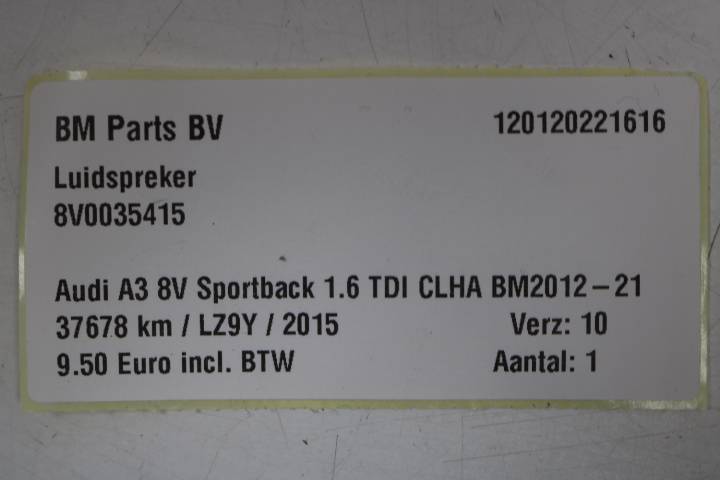 BM Parts BV 120120221616
Luidspreker
8V0035415
Audi A3 8V Sportback 1.6 TDI CLHA BM2012-21
37678 km / LZ9Y / 2015 Verz: 10
9.50 Euro incl. BTW Aantal: 1